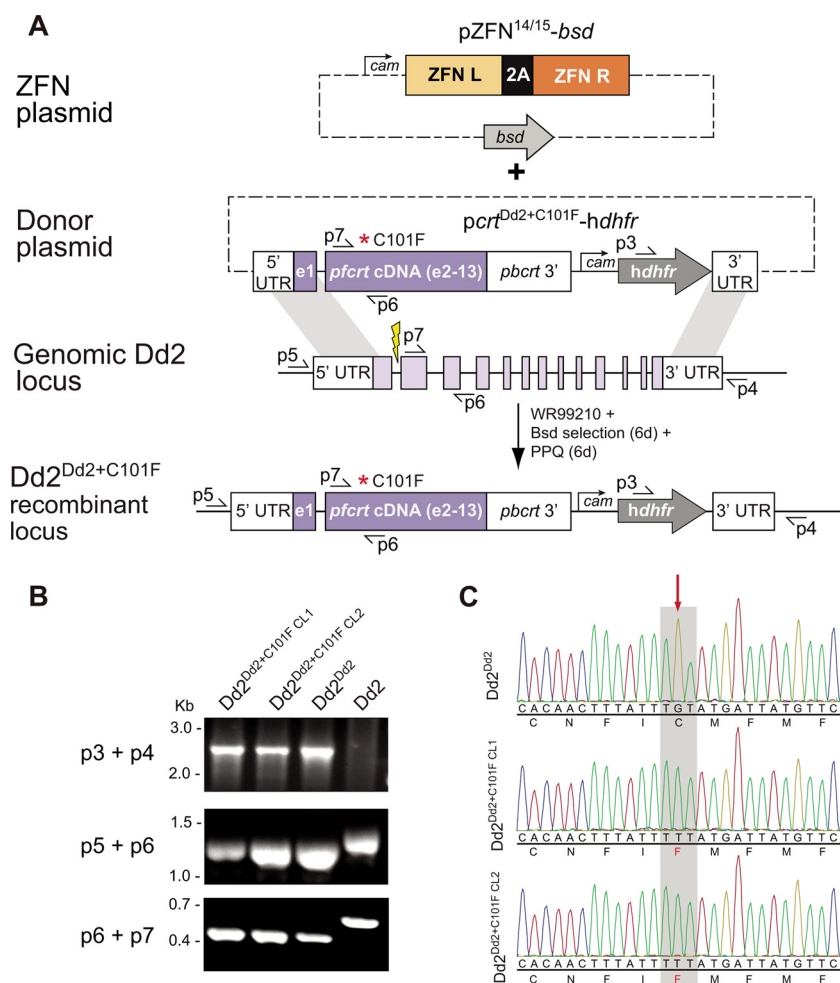 A
pZFN14/15-bsd
ZFN
plasmid
cam
ZFN L
2A
ZFN R
bsd
+
Donor
plasmid
pcrtDd2+C101F-hdhfr
5'
UTR
e1
p7
* C101F
pfcrt cDNA (e2-13)
p6
pbcrt 3'
cam
p3
hdhfr
3'
UTR
Genomic Dd2
locus
p5
5' UTR
p7
p6
3' UTR
p4
WR99210 +
Bsd selection (6d) +
PPQ (6d)
Dd2Dd2+C101F
recombinant
locus
p5
5' UTR
e1
p7
* C101F
pfcrt cDNA (e2-13)
p6
pbcrt 3'
cam
p3
hdhfr
3' UTR
p4
B
Dd2Dd2+C101F CL1
Dd2Dd2+C101F CL2
Dd2Dd2
Dd2
Kb
p3 + p4
3.0 -
2.0 -
p5 + p6
1.5 -
1.0 -
p6 + p7
0.7 -
0.4 -
C
Dd2Dd2
CACAACTTTATTTGTATGATTATGTTC
C N F I C M F M F
Dd2Dd2+C101F CL1
CACAACTTTATTTTTATGATTATGTTC
C N F I F M F M F
Dd2Dd2+C101F CL2
CACAACTTTATTTTTATGATTATGTTC
C N F I F M F M F